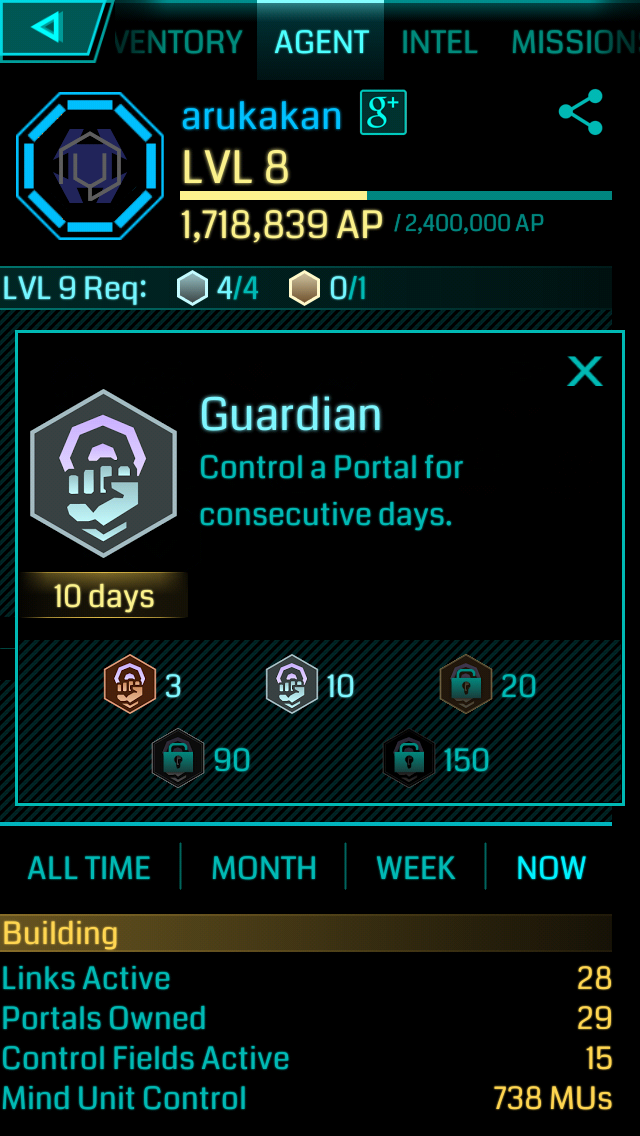 VENTORY AGENT INTEL MISSION
arukakan g+
LVL 8
1,718,839 AP / 2,400,000 AP
LVL 9 Req: 4/4 0/1
Guardian
Control a Portal for
consecutive days.
10 days
3 10 20
90 150
ALL TIME MONTH WEEK NOW
Building
Links Active 28
Portals Owned 29
Control Fields Active 15
Mind Unit Control 738 MUs